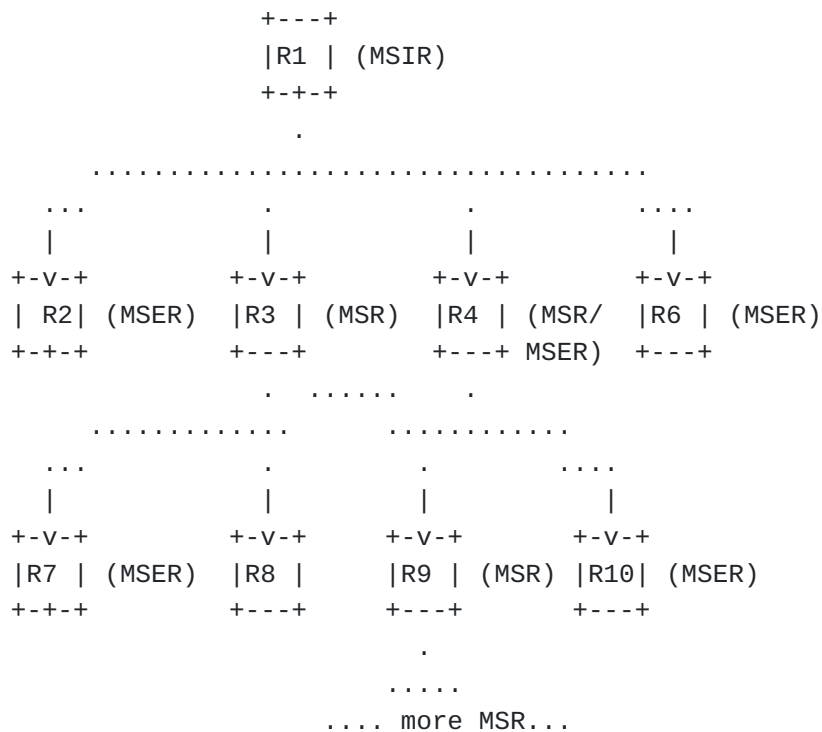 +---+
|R1 | (MSIR)
+-+-+
.
....................................
... . . ....
| | | |
+-v-+ +-v-+ +-v-+ +-v-+
| R2| (MSER) |R3 | (MSR) |R4 | (MSR/ |R6 | (MSER)
+-+-+ +---+ +---+ MSER) +---+
. ...... .
............. ............
... . . ....
| | | |
+-v-+ +-v-+ +-v-+ +-v-+
|R7 | (MSER) |R8 | |R9 | (MSR) |R10| (MSER)
+-+-+ +---+ +---+ +---+
.
.....
.... more MSR...